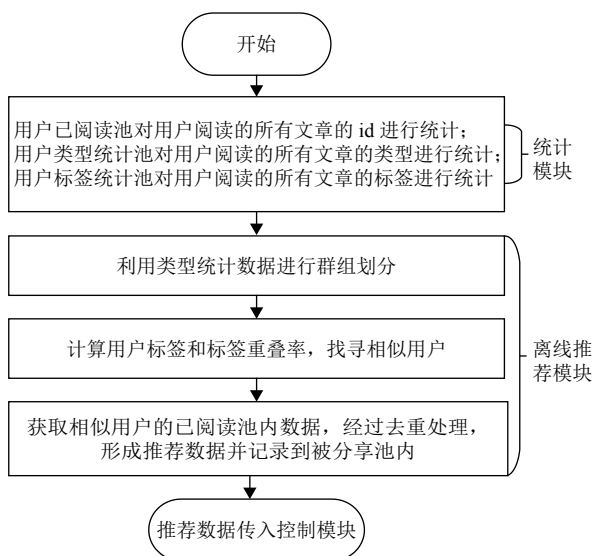 开始
用户已阅读池对用户阅读的所有文章的 id 进行统计；
用户类型统计池对用户阅读的所有文章的类型进行统计；
用户标签统计池对用户阅读的所有文章的标签进行统计
统计
模块
利用类型统计数据进行群组划分
计算用户标签和标签重叠率，找寻相似用户
获取相似用户的已阅读池内数据，经过去重处理，
形成推荐数据并记录到被分享池内
离线推
荐模块
推荐数据传入控制模块